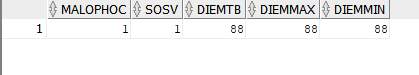 MALOPHOC SOSV DIEMTB DIEMMAX DIEMMIN
1 1 1 88 88 88